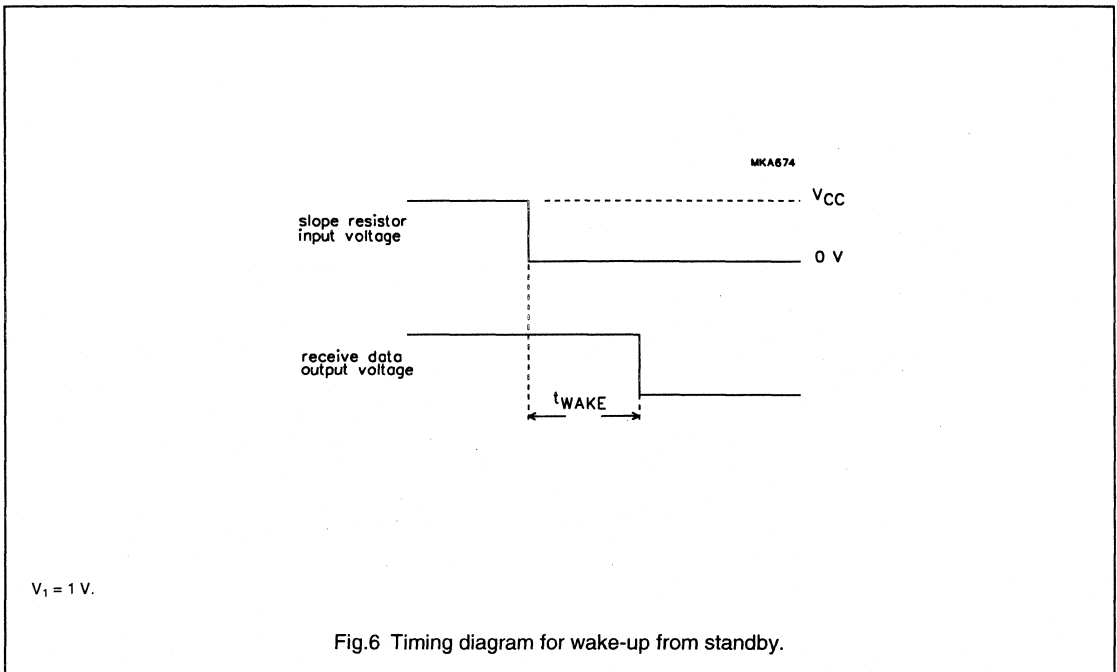 MKA674
VCC
slope resistor
input voltage
0 V
receive data
output voltage
tWAKE
V1 = 1 V.
Fig.6 Timing diagram for wake-up from standby.